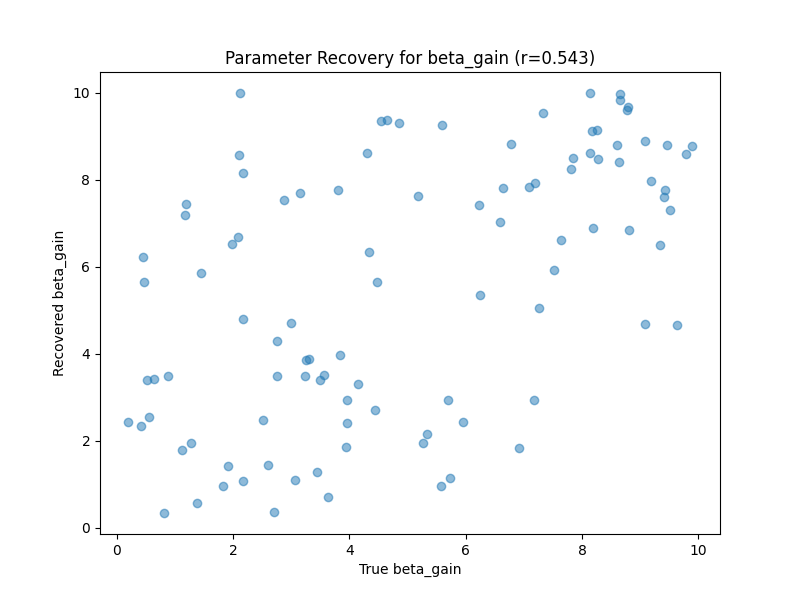 Parameter Recovery for beta_gain (r=0.543)
Recovered beta_gain
10
8
6
4
2
0
0 2 4 6 8 10
True beta_gain